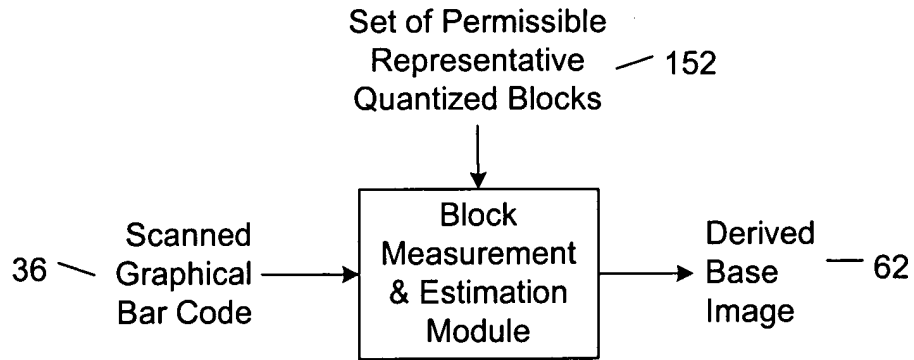 Set of Permissible
Representative
Quantized Blocks
152
Block
Measurement
& Estimation
Module
Scanned
Graphical
Bar Code
36
Derived
Base
Image
62